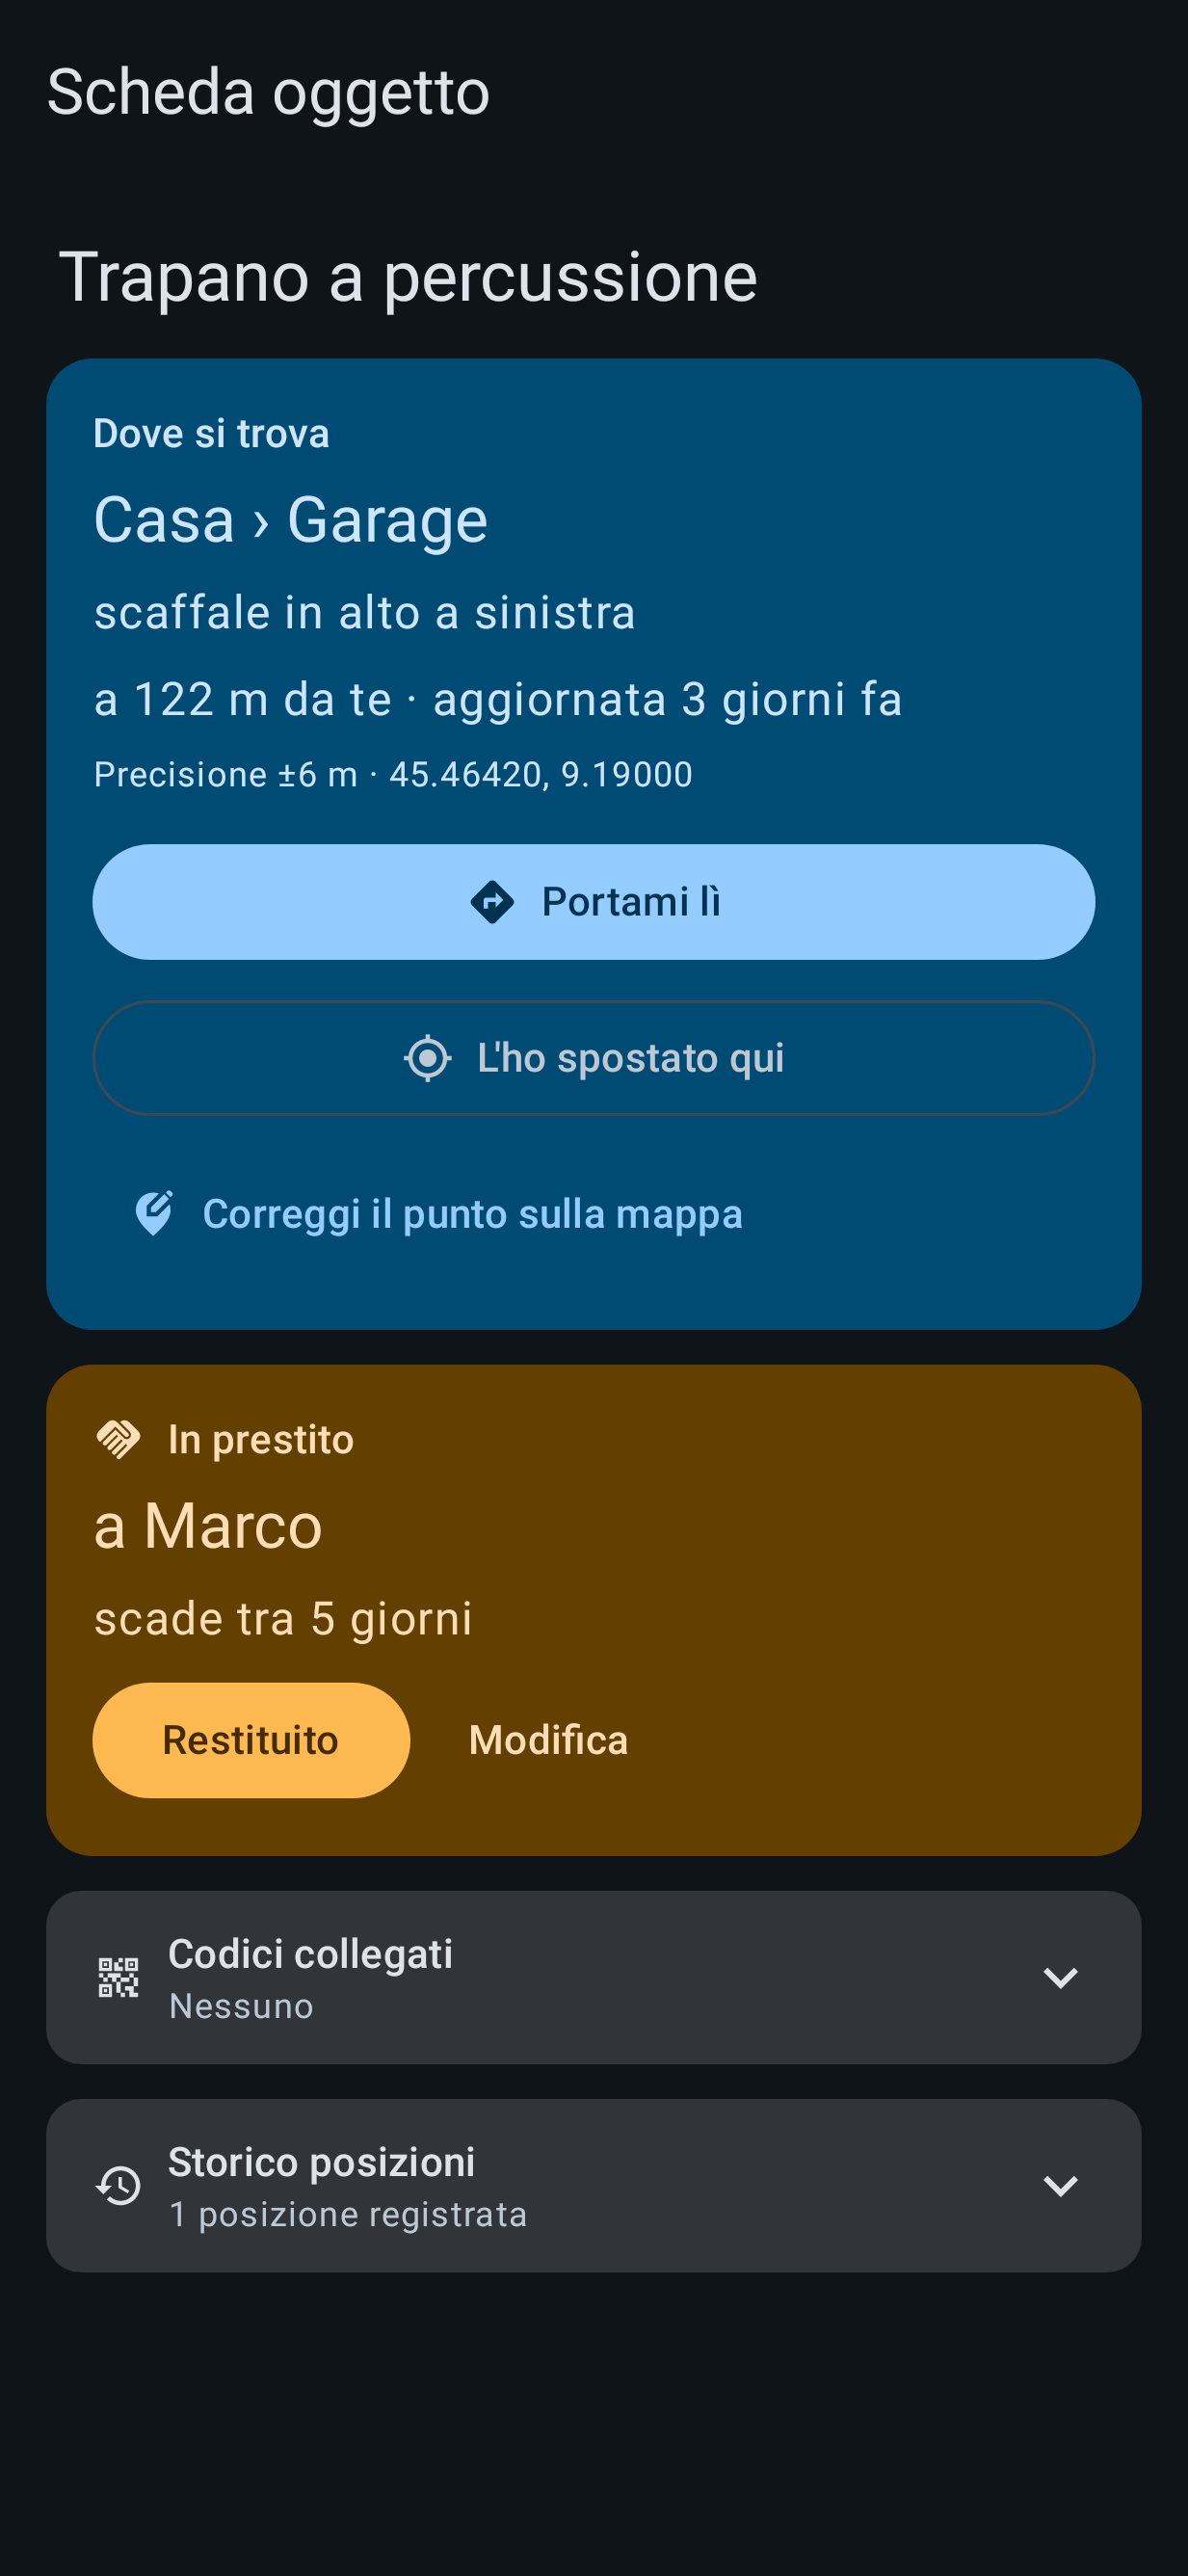 Scheda oggetto
Trapano a percussione
Dove si trova
Casa › Garage
scaffale in alto a sinistra
a 122 m da te · aggiornata 3 giorni fa
Precisione ±6 m · 45.46420, 9.19000
Portami lì
L'ho spostato qui
Correggi il punto sulla mappa
In prestito
a Marco
scade tra 5 giorni
Restituito
Modifica
Codici collegati
Nessuno
Storico posizioni
1 posizione registrata